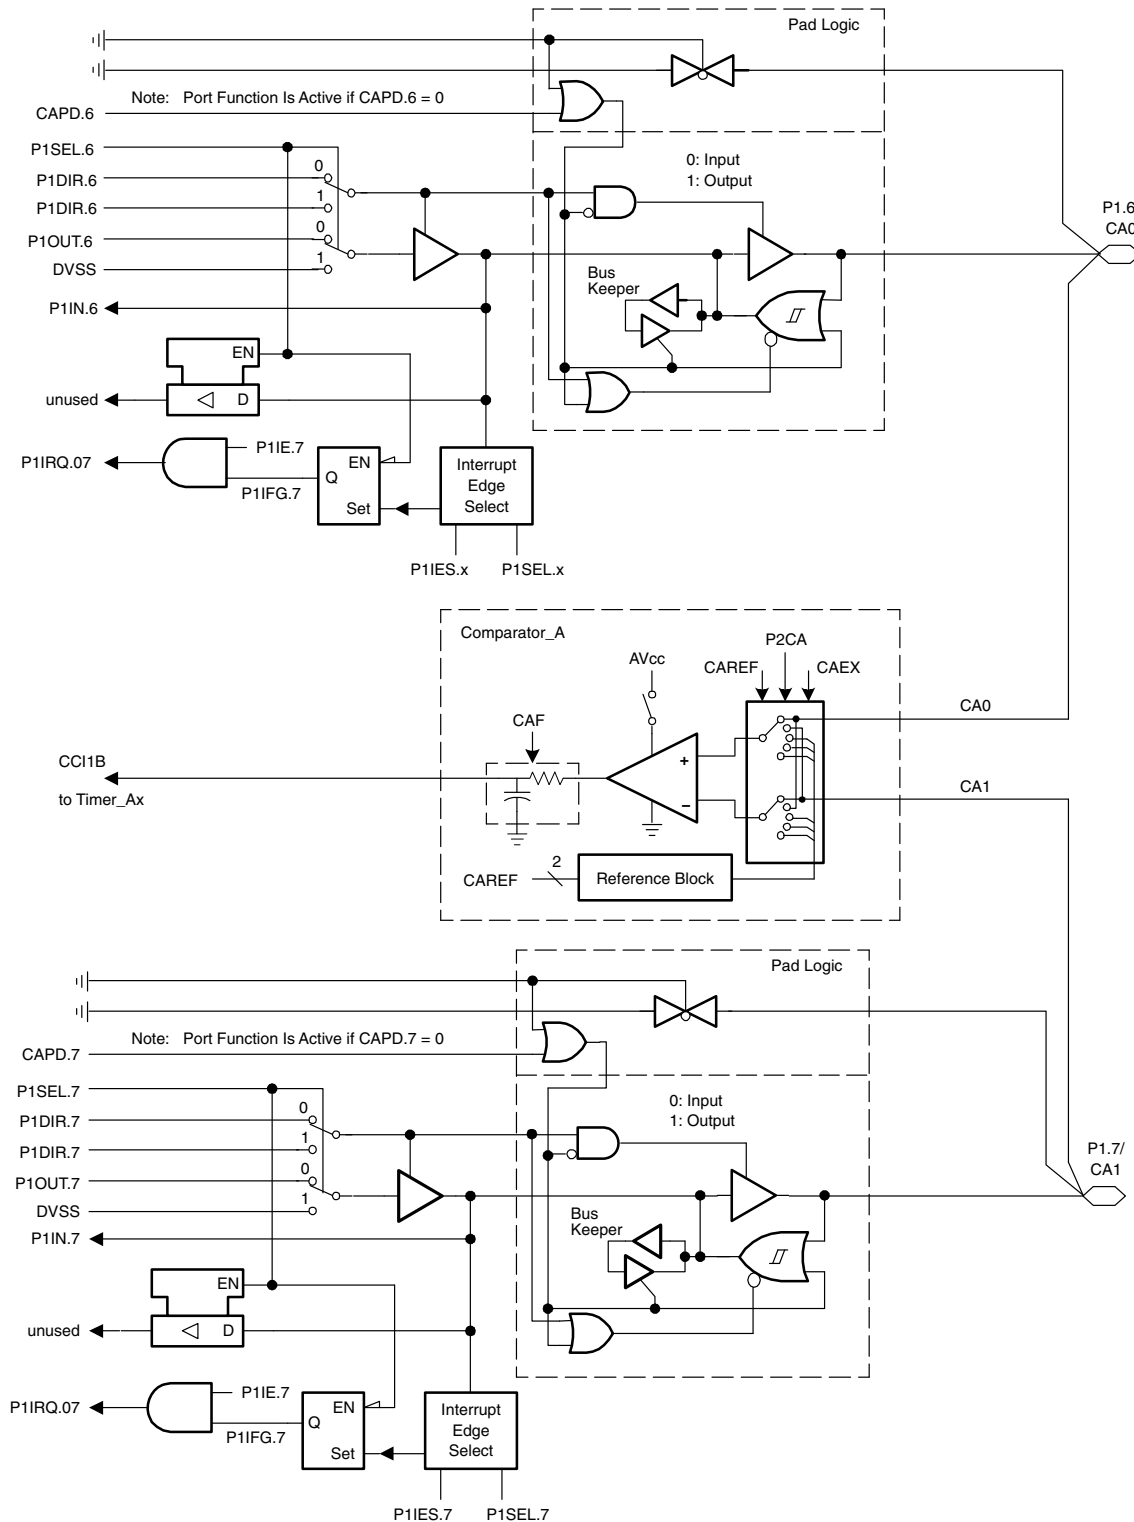 Pad Logic
Note: Port Function Is Active if CAPD.6 = 0
CAPD.6
P1SEL.6
0
P1DIR.6
1
P1DIR.6
0
P1OUT.6
1
DVSS
P1IN.6
0: Input
1: Output
Bus
Keeper
P1.6
CA0
EN
unused
D
P1IE.7
P1IRQ.07
P1IFG.7
EN
Q
Set
Interrupt
Edge
Select
P1IES.x
P1SEL.x
Comparator_A
P2CA
AVcc
CAREF
CAEX
CA0
CAF
+
−
CCI1B
to Timer_Ax
CA1
2
CAREF
Reference Block
Pad Logic
Note: Port Function Is Active if CAPD.7 = 0
CAPD.7
P1SEL.7
0
P1DIR.7
1
P1DIR.7
0
P1OUT.7
1
DVSS
P1IN.7
0: Input
1: Output
Bus
Keeper
P1.7/
CA1
EN
unused
D
P1IE.7
P1IRQ.07
P1IFG.7
EN
Q
Set
Interrupt
Edge
Select
P1IES.7
P1SEL.7